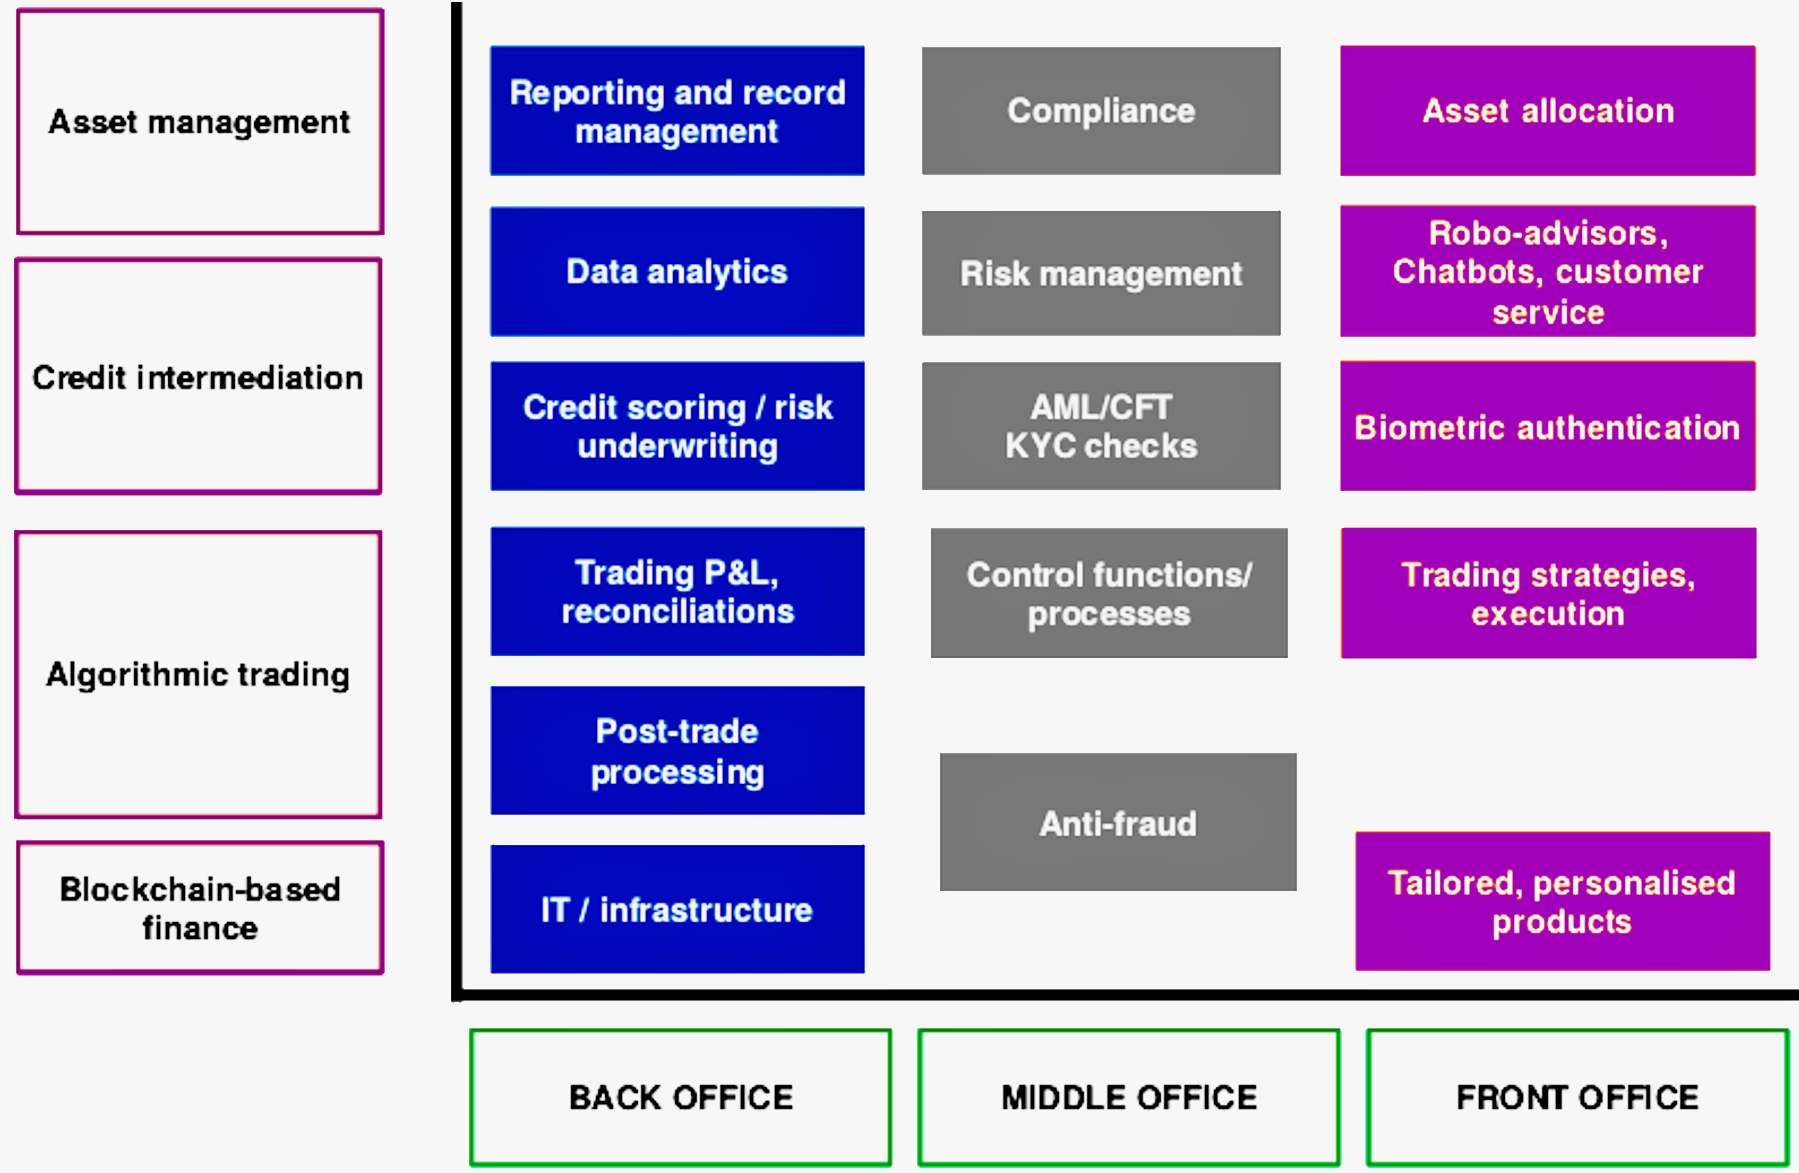 Asset management
Credit intermediation
Algorithmic trading
Blockchain-based
finance
Reporting and record
management
Data analytics
Credit scoring / risk
underwriting
Trading P&L,
reconciliations
Post-trade
processing
IT / infrastructure
Compliance
Risk management
AML/CFT
KYC checks
Control functions/
processes
Anti-fraud
Asset allocation
Robo-advisors,
Chatbots, customer
service
Biometric authentication
Trading strategies,
execution
Tailored, personalised
products
BACK OFFICE
MIDDLE OFFICE
FRONT OFFICE